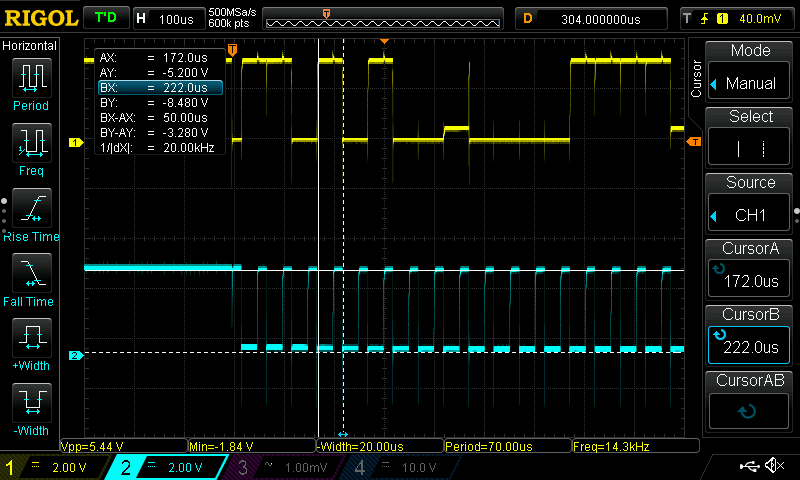 RIGOL T'D H 100us 500MSa/s 600k pts T D 304.000000us T 1 40.0mV
Horizontal
Period
Freq
Rise Time
Fall Time
+Width
-Width
T
AX: = 172.0us
AY: = -5.200 V
BX: = 222.0us
BY: = -8.480 V
BX-AX: = 50.00us
BY-AY: = -3.280 V
1/|dX|: = 20.00kHz
1
T
2
Cursor
Mode
Manual
Select
Source
CH1
CursorA
172.0us
CursorB
222.0us
CursorAB
Vpp=5.44 V Min=-1.84 V -Width=20.00us Period=70.00us Freq=14.3kHz
1 2.00 V 2 2.00 V 3 1.00mV 4 10.0 V